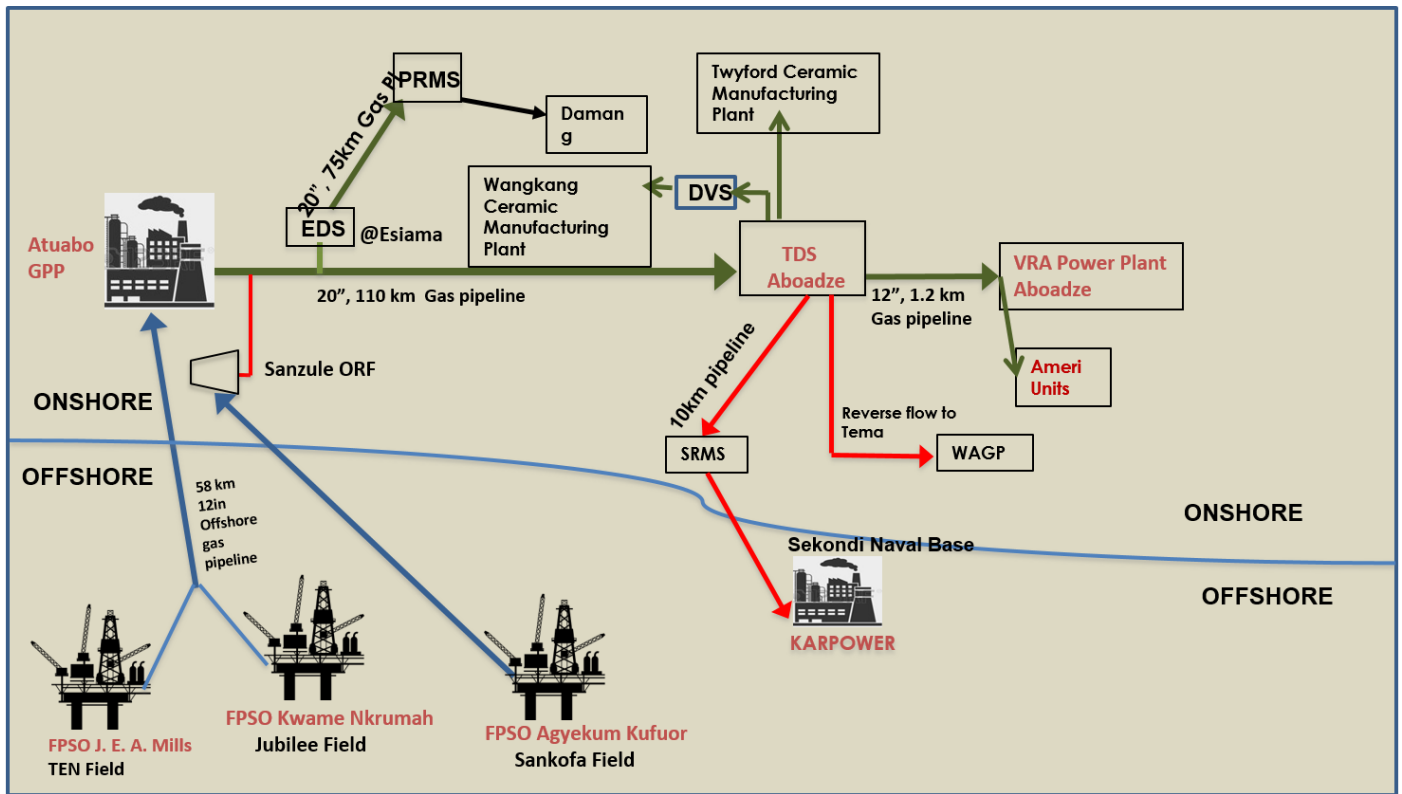 PRMS
20", 75km Gas Pl
Daman
g
Twyford Ceramic
Manufacturing
Plant
Wangkang
Ceramic
Manufacturing
Plant
DVS
EDS
@Esiama
Atuabo
GPP
20", 110 km Gas pipeline
TDS
Aboadze
12", 1.2 km
Gas pipeline
VRA Power Plant
Aboadze
Ameri
Units
Sanzule ORF
10km pipeline
Reverse flow to
Tema
SRMS
WAGP
ONSHORE
OFFSHORE
58 km
12in
Offshore
gas
pipeline
ONSHORE
OFFSHORE
Sekondi Naval Base
KARPOWER
FPSO J. E. A. Mills
TEN Field
FPSO Kwame Nkrumah
Jubilee Field
FPSO Agyekum Kufuor
Sankofa Field